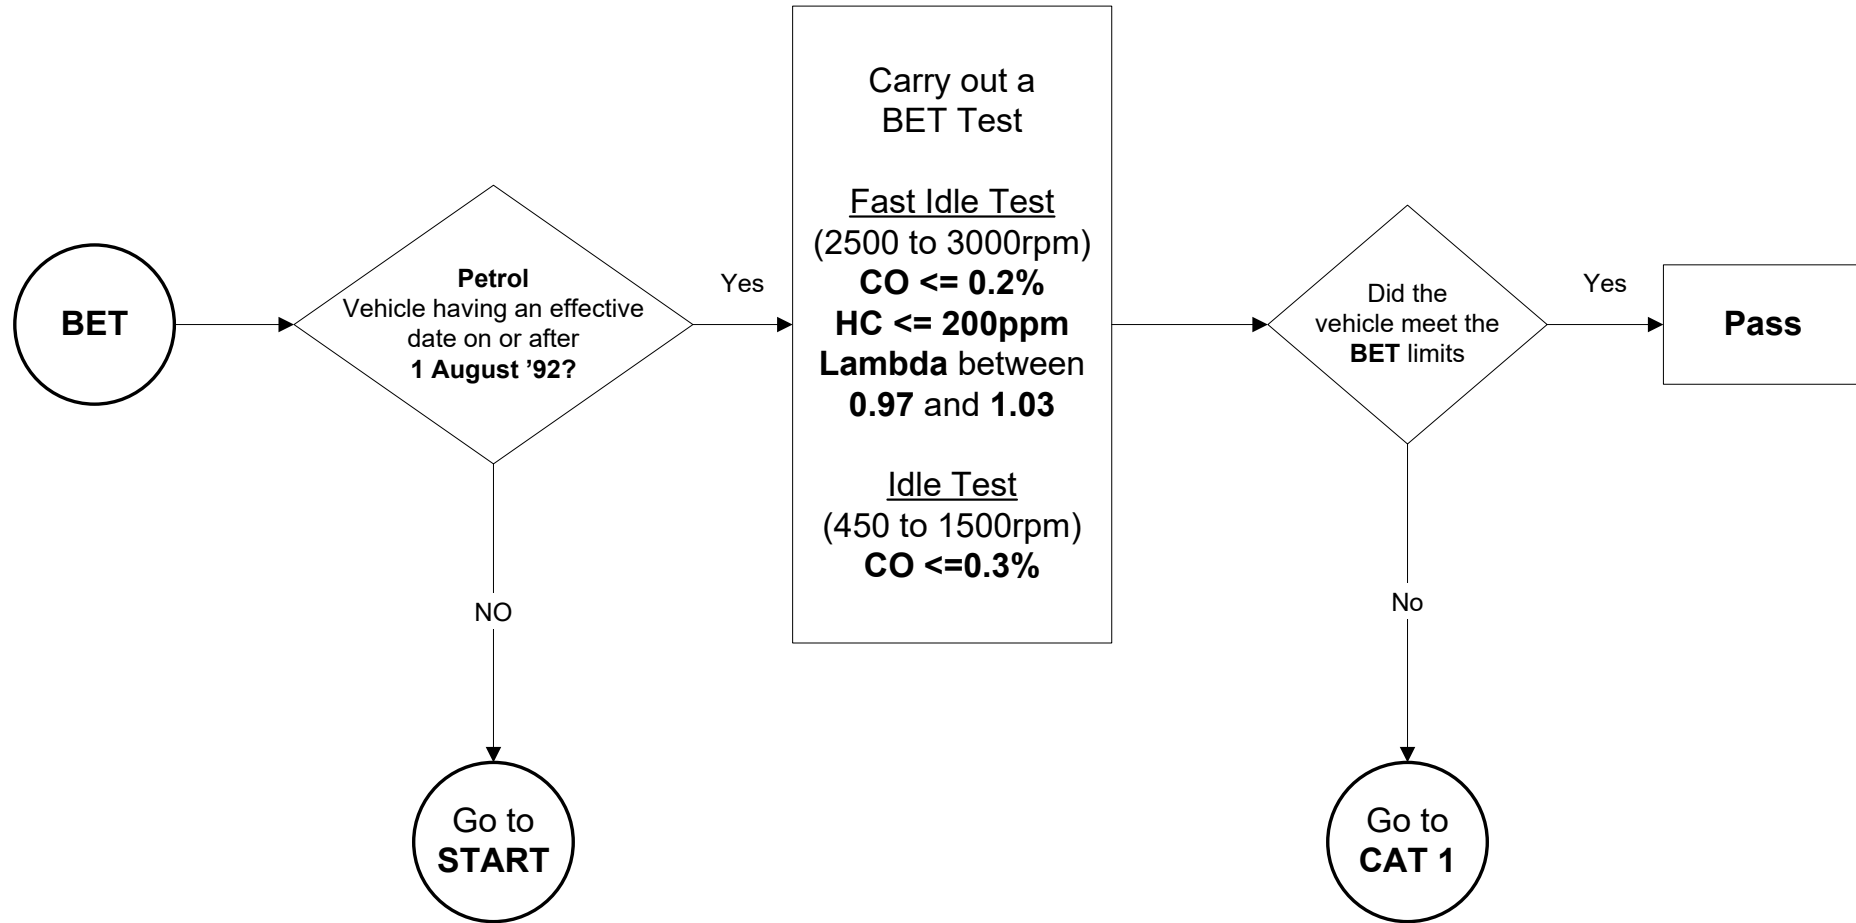 BET
Petrol
Vehicle having an effective
date on or after
1 August ’92?
Yes
NO
Go to
START
Carry out a
BET Test
Fast Idle Test
(2500 to 3000rpm)
CO <= 0.2%
HC <= 200ppm
Lambda between
0.97 and 1.03
Idle Test
(450 to 1500rpm)
CO <=0.3%
Did the
vehicle meet the
BET limits
Yes
Pass
No
Go to
CAT 1